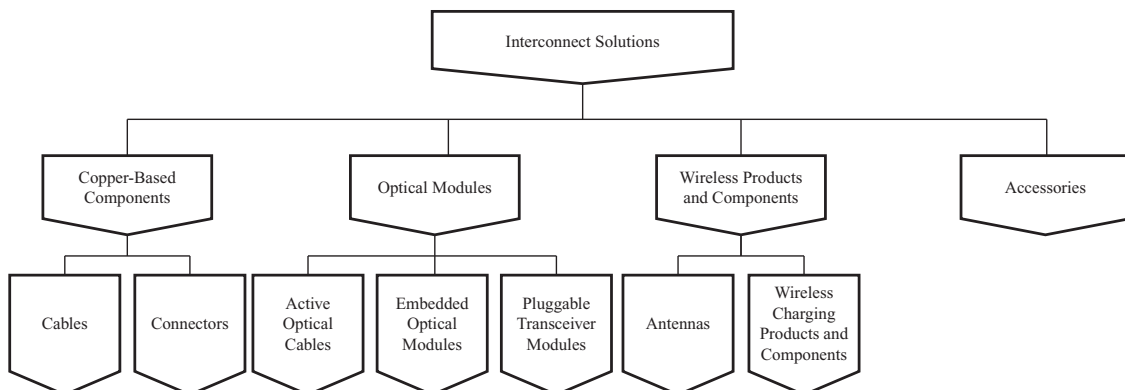 Interconnect Solutions
Copper-Based
Components
Optical Modules
Wireless Products
and Components
Accessories
Cables
Connectors
Active
Optical
Cables
Embedded
Optical
Modules
Pluggable
Transceiver
Modules
Antennas
Wireless
Charging
Products and
Components